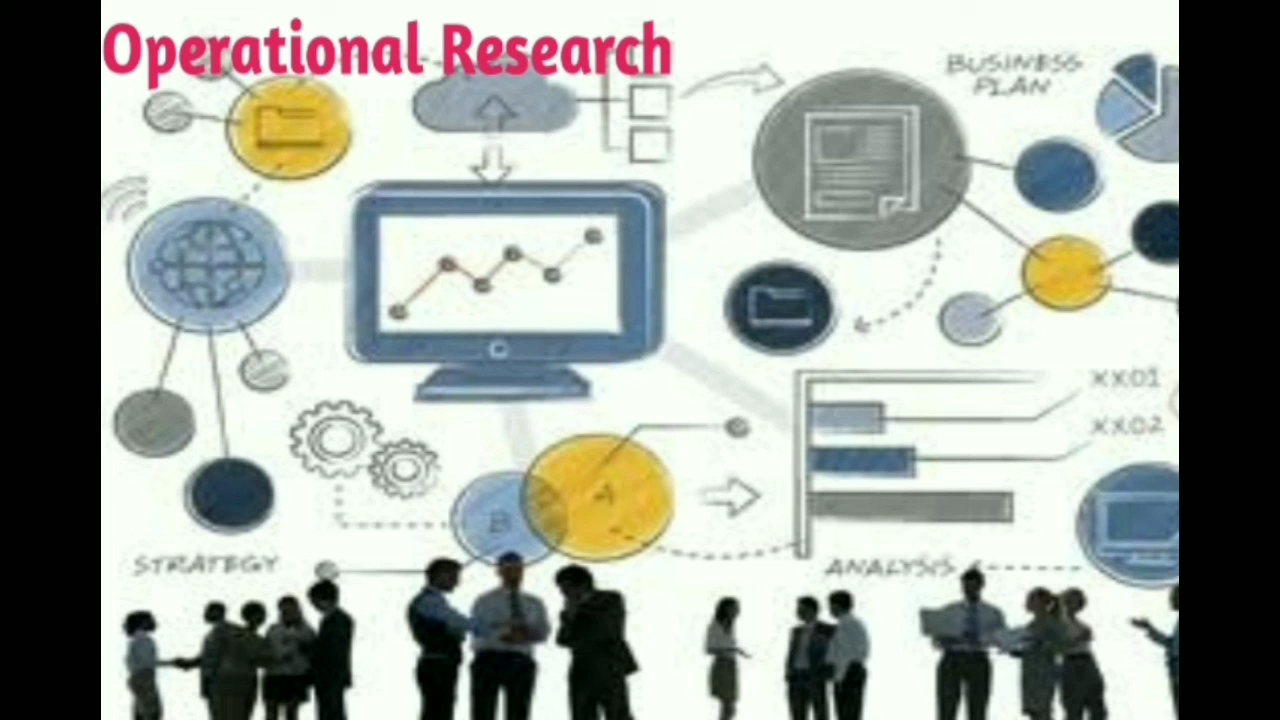 Operational Research
BUSINESS
PLAN
XX01
XX02
B
A
STRATEGY
ANALYSIS